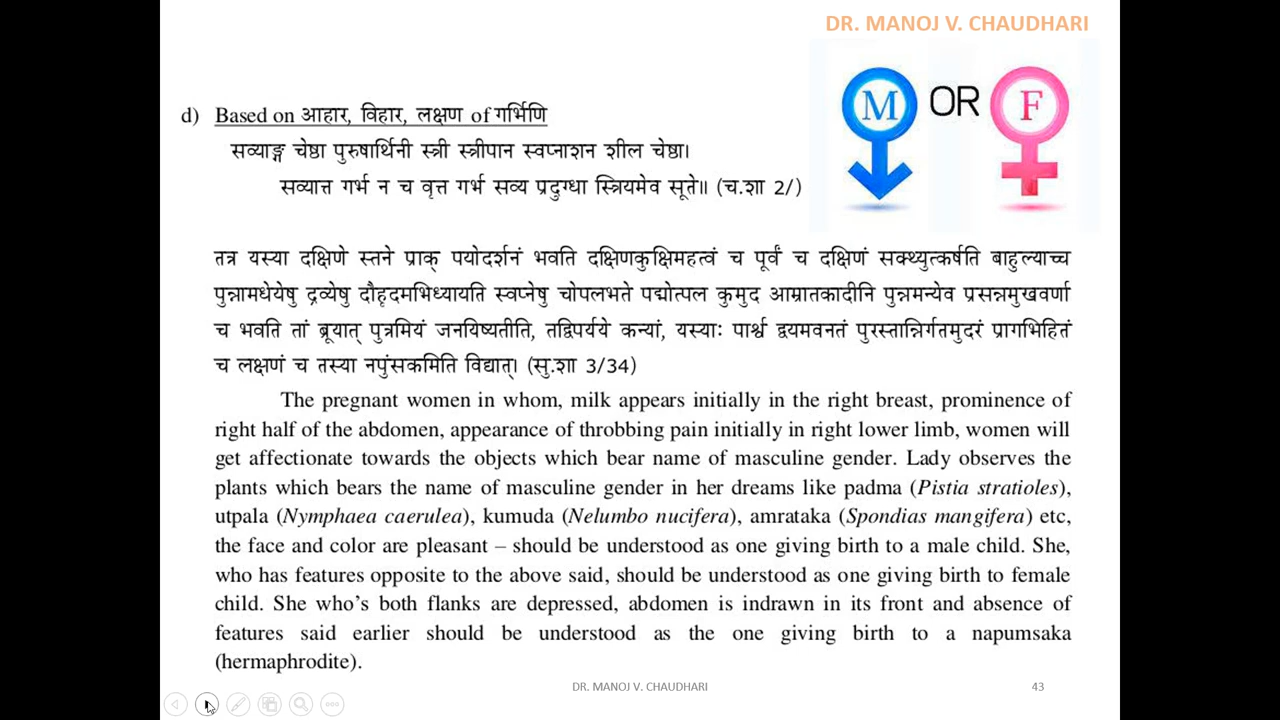 DR. MANOJ V. CHAUDHARI
M OR F
d) Based on आहार, विहार, लक्षण of गर्भिणि
सव्याङ्ग चेष्ठा पुरुषार्थिनी स्त्री स्त्रीपान स्वप्नाशन शील चेष्ठा।
सव्यात्त गर्भ न च वृत्त गर्भ सव्य प्रदुग्धा स्त्रियमेव सूते॥ (च.शा 2/)
तत्र यस्या दक्षिणे स्तने प्राक् पयोदर्शनं भवति दक्षिणकुक्षिमहत्वं च पूर्वं च दक्षिणं सक्थ्युत्कर्षति बाहुल्याच्च
पुन्नामधेयेषु द्रव्येषु दौहृदमभिध्यायति स्वप्नेषु चोपलभते पद्मोत्पल कुमुद आम्रातकादीनि पुन्नमन्येव प्रसन्नमुखवर्णा
च भवति तां ब्रूयात् पुत्रमियं जनयिष्यतीति, तद्विपर्यये कन्यां, यस्याः पार्श्व द्वयमवनतं पुरस्तान्निर्गतमुदरं प्रागभिहितं
च लक्षणं च तस्या नपुंसकमिति विद्यात्। (सु.शा 3/34)
The pregnant women in whom, milk appears initially in the right breast, prominence of
right half of the abdomen, appearance of throbbing pain initially in right lower limb, women will
get affectionate towards the objects which bear name of masculine gender. Lady observes the
plants which bears the name of masculine gender in her dreams like padma (Pistia stratioles),
utpala (Nymphaea caerulea), kumuda (Nelumbo nucifera), amrataka (Spondias mangifera) etc,
the face and color are pleasant – should be understood as one giving birth to a male child. She,
who has features opposite to the above said, should be understood as one giving birth to female
child. She who's both flanks are depressed, abdomen is indrawn in its front and absence of
features said earlier should be understood as the one giving birth to a napumsaka
(hermaphrodite).
DR. MANOJ V. CHAUDHARI 43